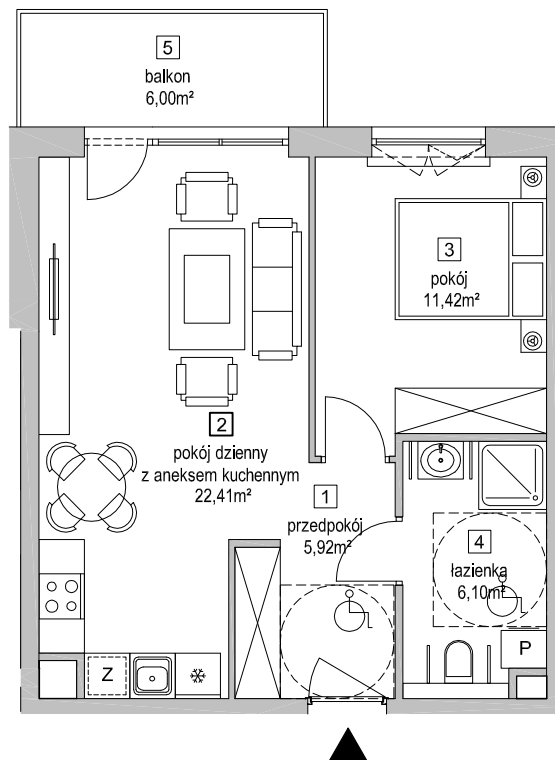 5
balkon
6,00m²
3
pokój
11,42m²
2
pokój dzienny
z aneksem kuchennym
22,41m²
1
przedpokój
5,92m²
4
łazienka
6,10m²
Z
P